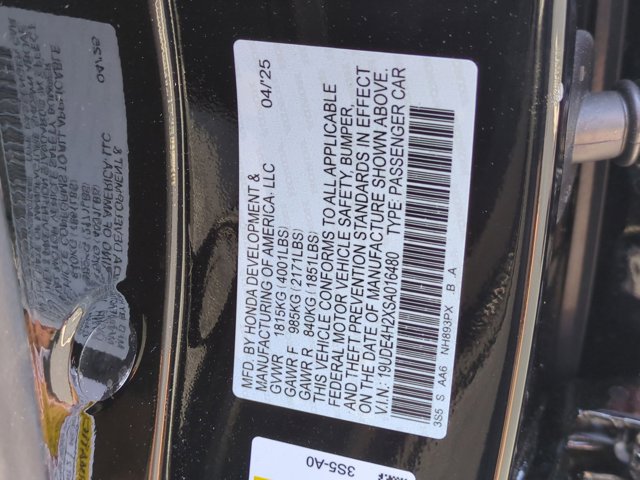 MFD. BY HONDA DEVELOPMENT &
MANUFACTURING OF AMERICA, LLC 04/25
GVWR 1815KG(4001LBS)
GAWR F 985KG(2171LBS)
GAWR R 840KG(1851LBS)
THIS VEHICLE CONFORMS TO ALL APPLICABLE
FEDERAL MOTOR VEHICLE SAFETY, BUMPER,
AND THEFT PREVENTION STANDARDS IN EFFECT
ON THE DATE OF MANUFACTURE SHOWN ABOVE.
V.I.N.: 19UDE4H2XSA016480 TYPE: PASSENGER CAR
3S5 S AA6 NH893PX B A
3S5-A0